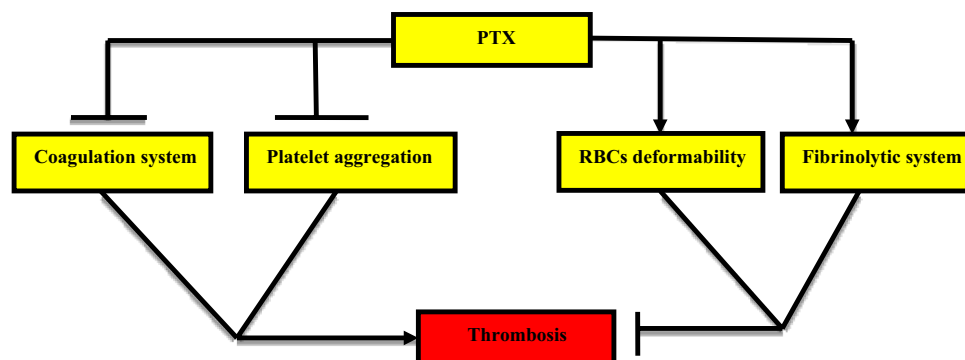 PTX
Coagulation system
Platelet aggregation
RBCs deformability
Fibrinolytic system
Thrombosis